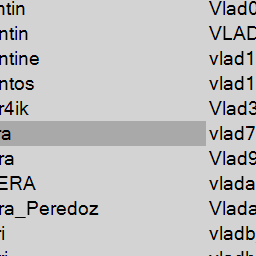 ntin Vlad0
ntin VLAD
ntine vlad1
ntos vlad1
r4ik Vlad3
ra vlad7
ra Vlad9
ERA vlada
ra_Peredoz Vlada
ri vladb